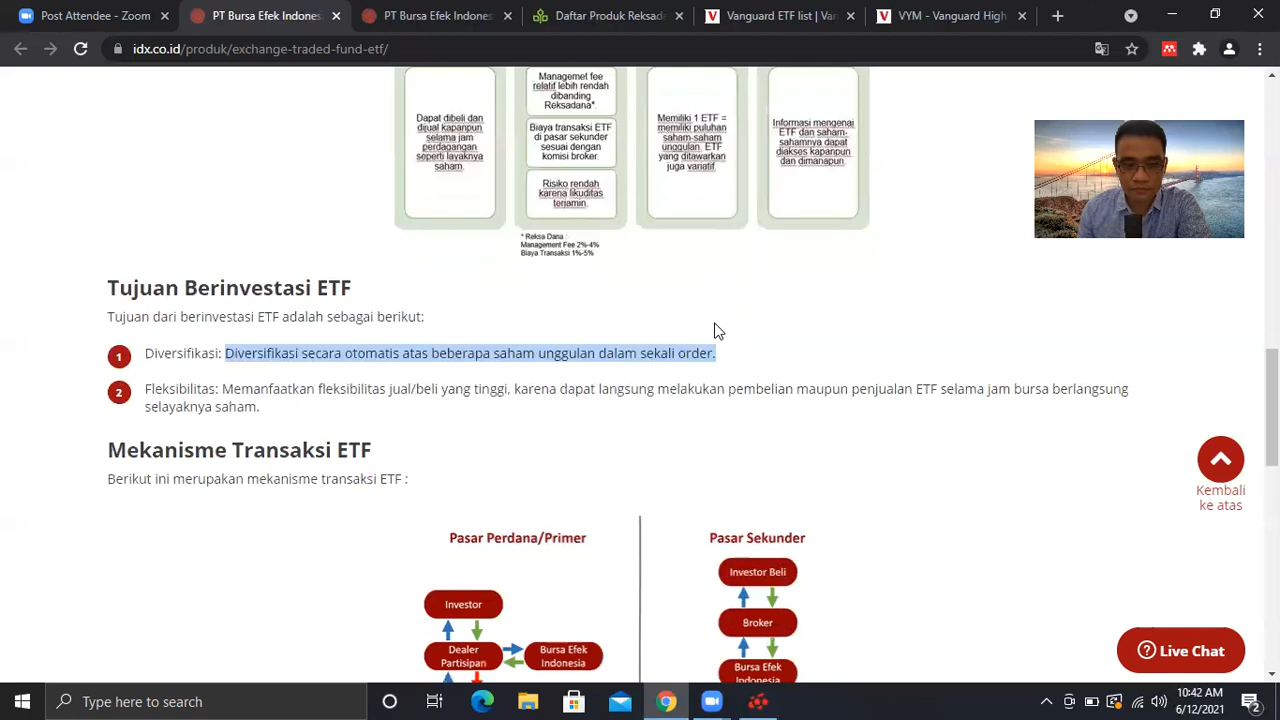 Post Attendee - Zoom
PT Bursa Efek Indones
PT Bursa Efek Indones
Daftar Produk Reksada
Vanguard ETF list | Van
VYM - Vanguard High
idx.co.id/produk/exchange-traded-fund-etf/
Dapat dibeli dan
dijual kapanpun
selama jam
perdagangan
seperti layaknya
saham.
Managemet fee
relatif lebih rendah
dibanding
Reksadana*.
Biaya transaksi ETF
di pasar sekunder
sesuai dengan
komisi broker.
Risiko rendah
karena likuditas
terjamin.
Memiliki 1 ETF =
memiliki puluhan
saham-saham
unggulan. ETF
yang ditawarkan
juga variatif.
Informasi mengenai
ETF dan saham-
sahamnya dapat
diakses kapanpun
dan dimanapun.
* Reksa Dana :
Management Fee 2%-4%
Biaya Transaksi 1%-5%
Tujuan Berinvestasi ETF
Tujuan dari berinvestasi ETF adalah sebagai berikut:
1 Diversifikasi: Diversifikasi secara otomatis atas beberapa saham unggulan dalam sekali order.
2 Fleksibilitas: Memanfaatkan fleksibilitas jual/beli yang tinggi, karena dapat langsung melakukan pembelian maupun penjualan ETF selama jam bursa berlangsung
selayaknya saham.
Mekanisme Transaksi ETF
Berikut ini merupakan mekanisme transaksi ETF :
Pasar Perdana/Primer
Investor
Dealer
Partisipan
Bursa Efek
Indonesia
Pasar Sekunder
Investor Beli
Broker
Bursa Efek
Indonesia
Kembali
ke atas
Live Chat
Type here to search
10:42 AM
6/12/2021
2